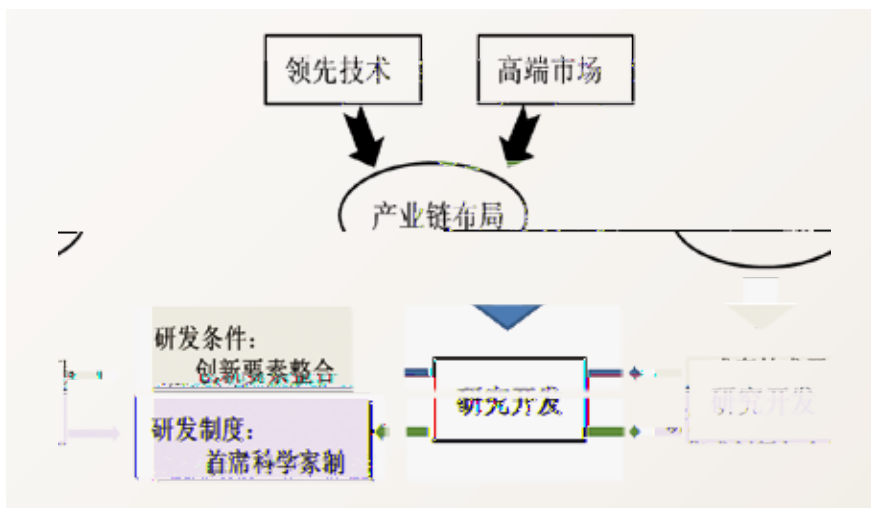 领先技术
高端市场
产业链布局
研发条件:
创新要素整合
研究开发
研究开发
研发制度:
首席科学家制